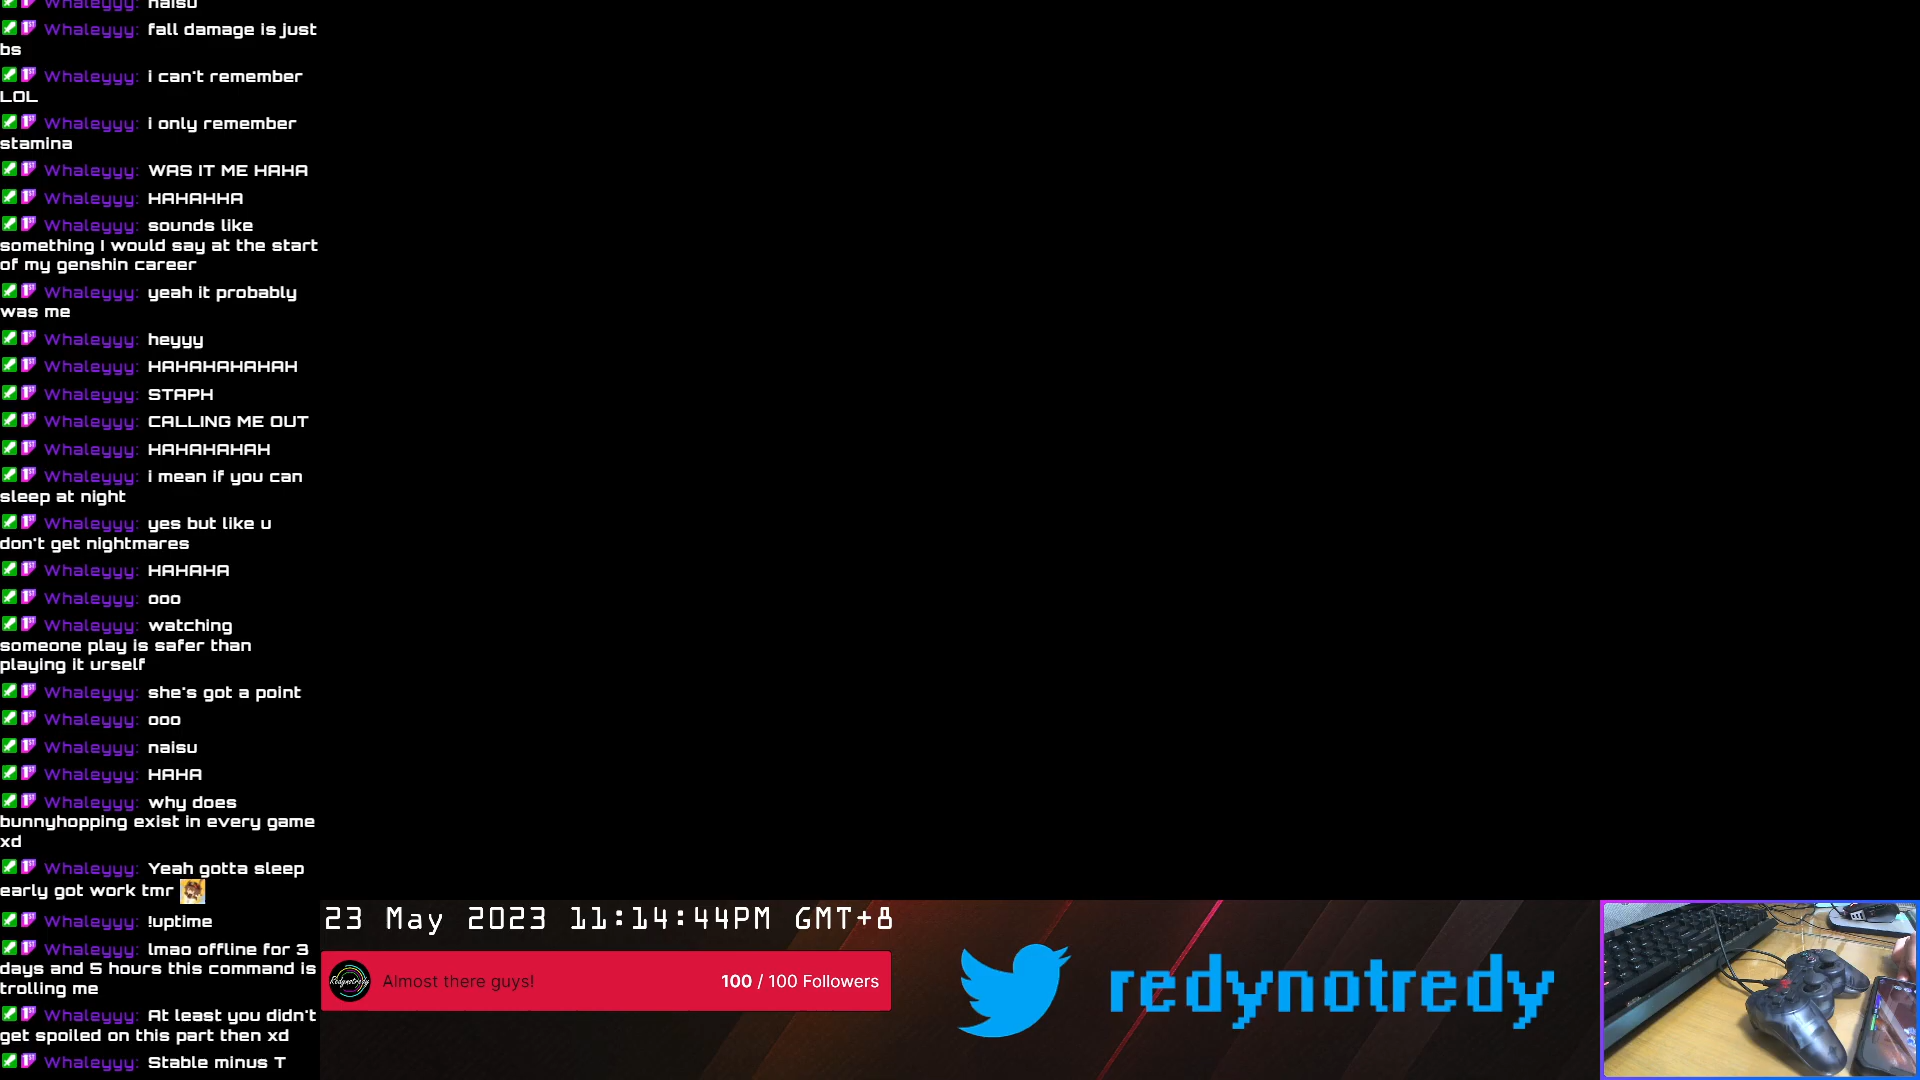 Whaleyyy: naisu
Whaleyyy: fall damage is just
bs
Whaleyyy: i can't remember
LOL
Whaleyyy: i only remember
stamina
Whaleyyy: WAS IT ME HAHA
Whaleyyy: HAHAHHA
Whaleyyy: sounds like
something I would say at the start
of my genshin career
Whaleyyy: yeah it probably
was me
Whaleyyy: heyyy
Whaleyyy: HAHAHAHAHAH
Whaleyyy: STAPH
Whaleyyy: CALLING ME OUT
Whaleyyy: HAHAHAHAH
Whaleyyy: i mean if you can
sleep at night
Whaleyyy: yes but like u
don't get nightmares
Whaleyyy: HAHAHA
Whaleyyy: ooo
Whaleyyy: watching
someone play is safer than
playing it urself
Whaleyyy: she's got a point
Whaleyyy: ooo
Whaleyyy: naisu
Whaleyyy: HAHA
Whaleyyy: why does
bunnyhopping exist in every game
xd
Whaleyyy: Yeah gotta sleep
early got work tmr
Whaleyyy: !uptime
Whaleyyy: lmao offline for 3
days and 5 hours this command is
trolling me
Whaleyyy: At least you didn't
get spoiled on this part then xd
Whaleyyy: Stable minus T
23 May 2023 11:14:44PM GMT+8
Redynotredy
Almost there guys!
100 / 100 Followers
redynotredy